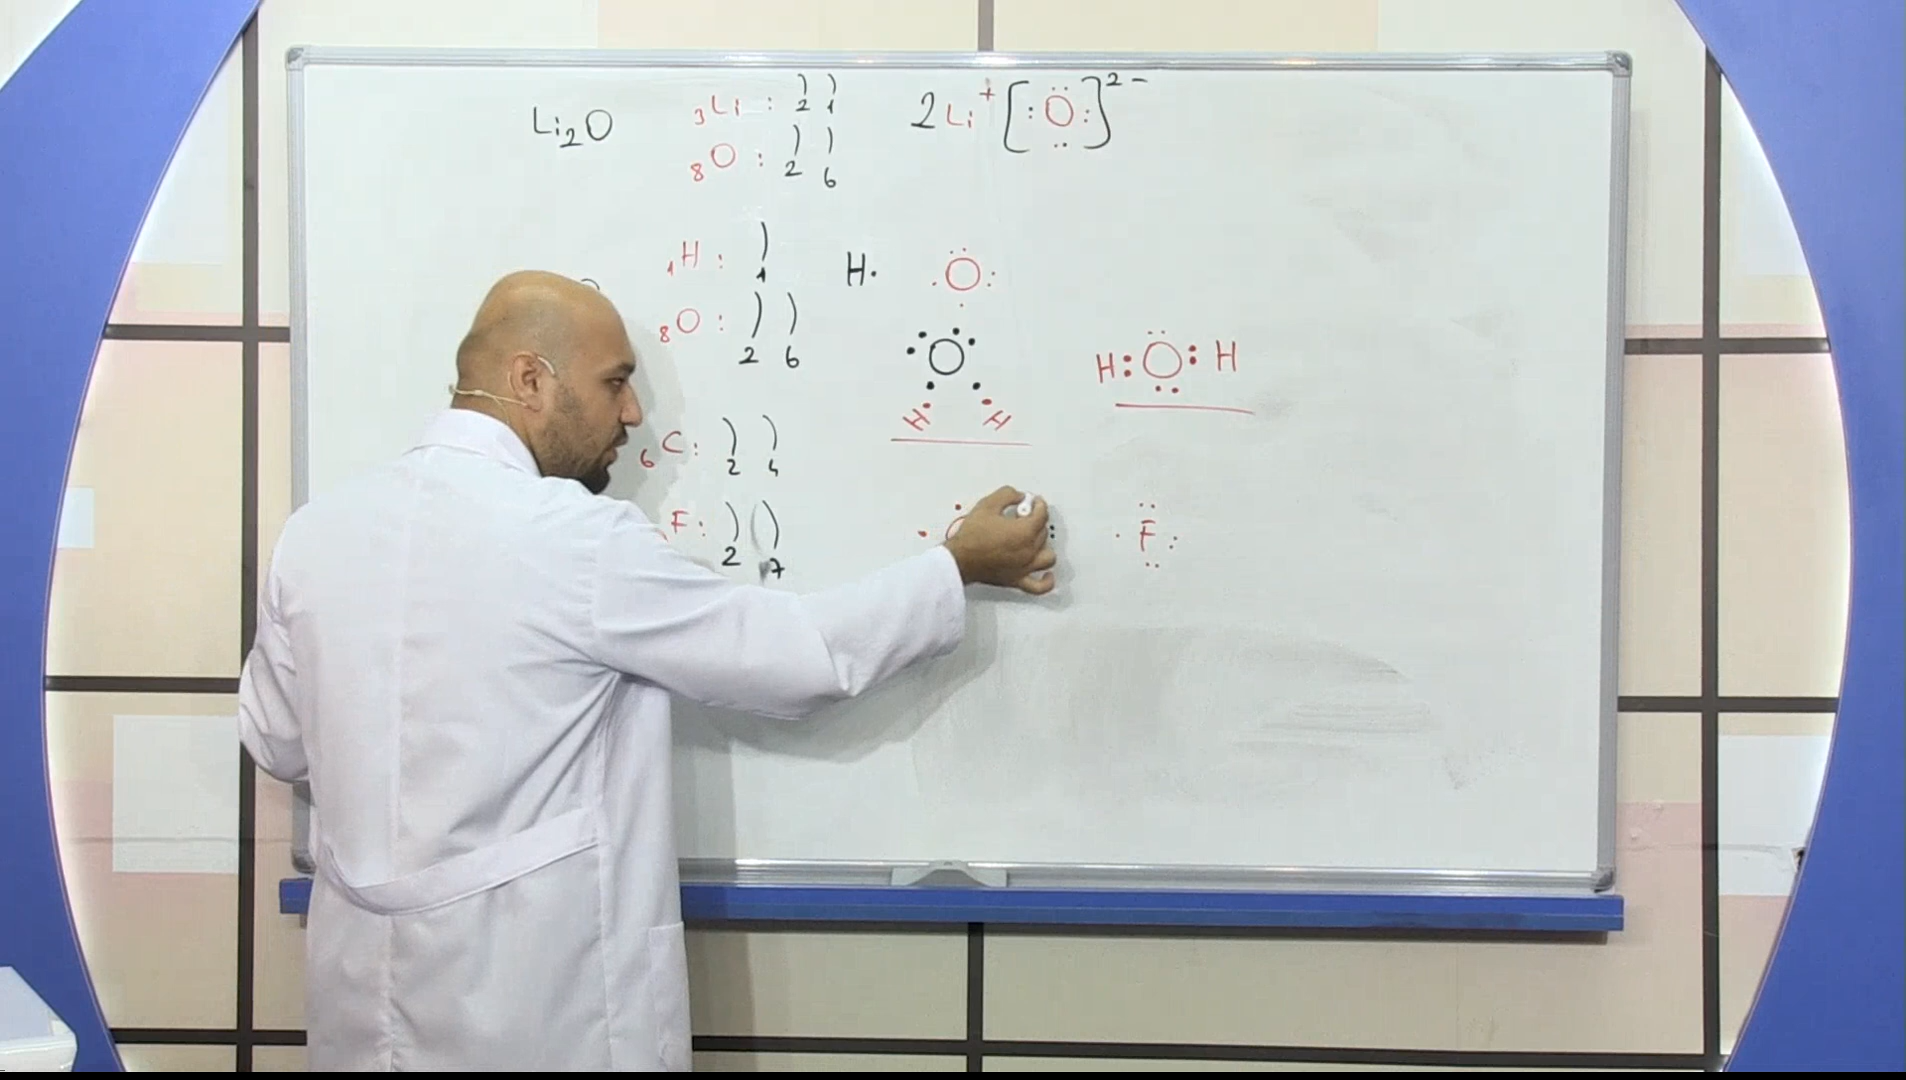 Li₂O ₃Li : ) ) 2 1 2Li⁺ [:Ö:]²⁻
₈O : ) ) 2 6
₁H : ) 1 H· ·O:
₈O : ) ) 2 6 O H H H:O:H
₆C : ) ) 2 4
F : ) ) 2 7 ·F: